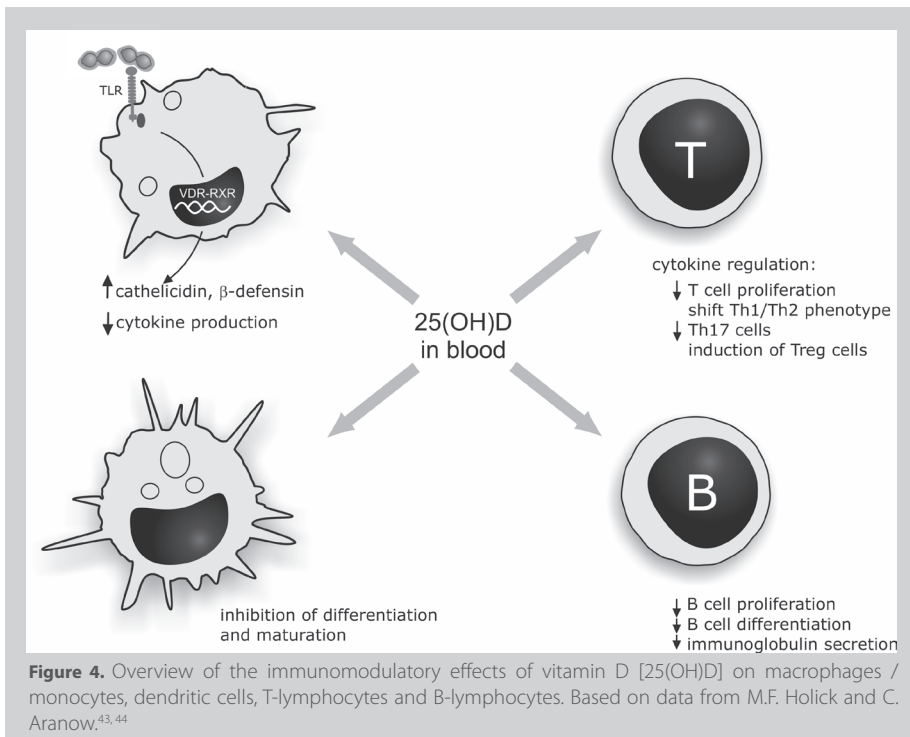 TLR
VDR-RXR
↑ cathelicidin, β-defensin
↓ cytokine production
T
cytokine regulation:
↓ T cell proliferation
shift Th1/Th2 phenotype
↓ Th17 cells
induction of Treg cells
25(OH)D
in blood
inhibition of differentiation
and maturation
B
↓ B cell proliferation
↓ B cell differentiation
↓ immunoglobulin secretion
Figure 4. Overview of the immunomodulatory effects of vitamin D [25(OH)D] on macrophages /
monocytes, dendritic cells, T-lymphocytes and B-lymphocytes. Based on data from M.F. Holick and C.
Aranow.43, 44